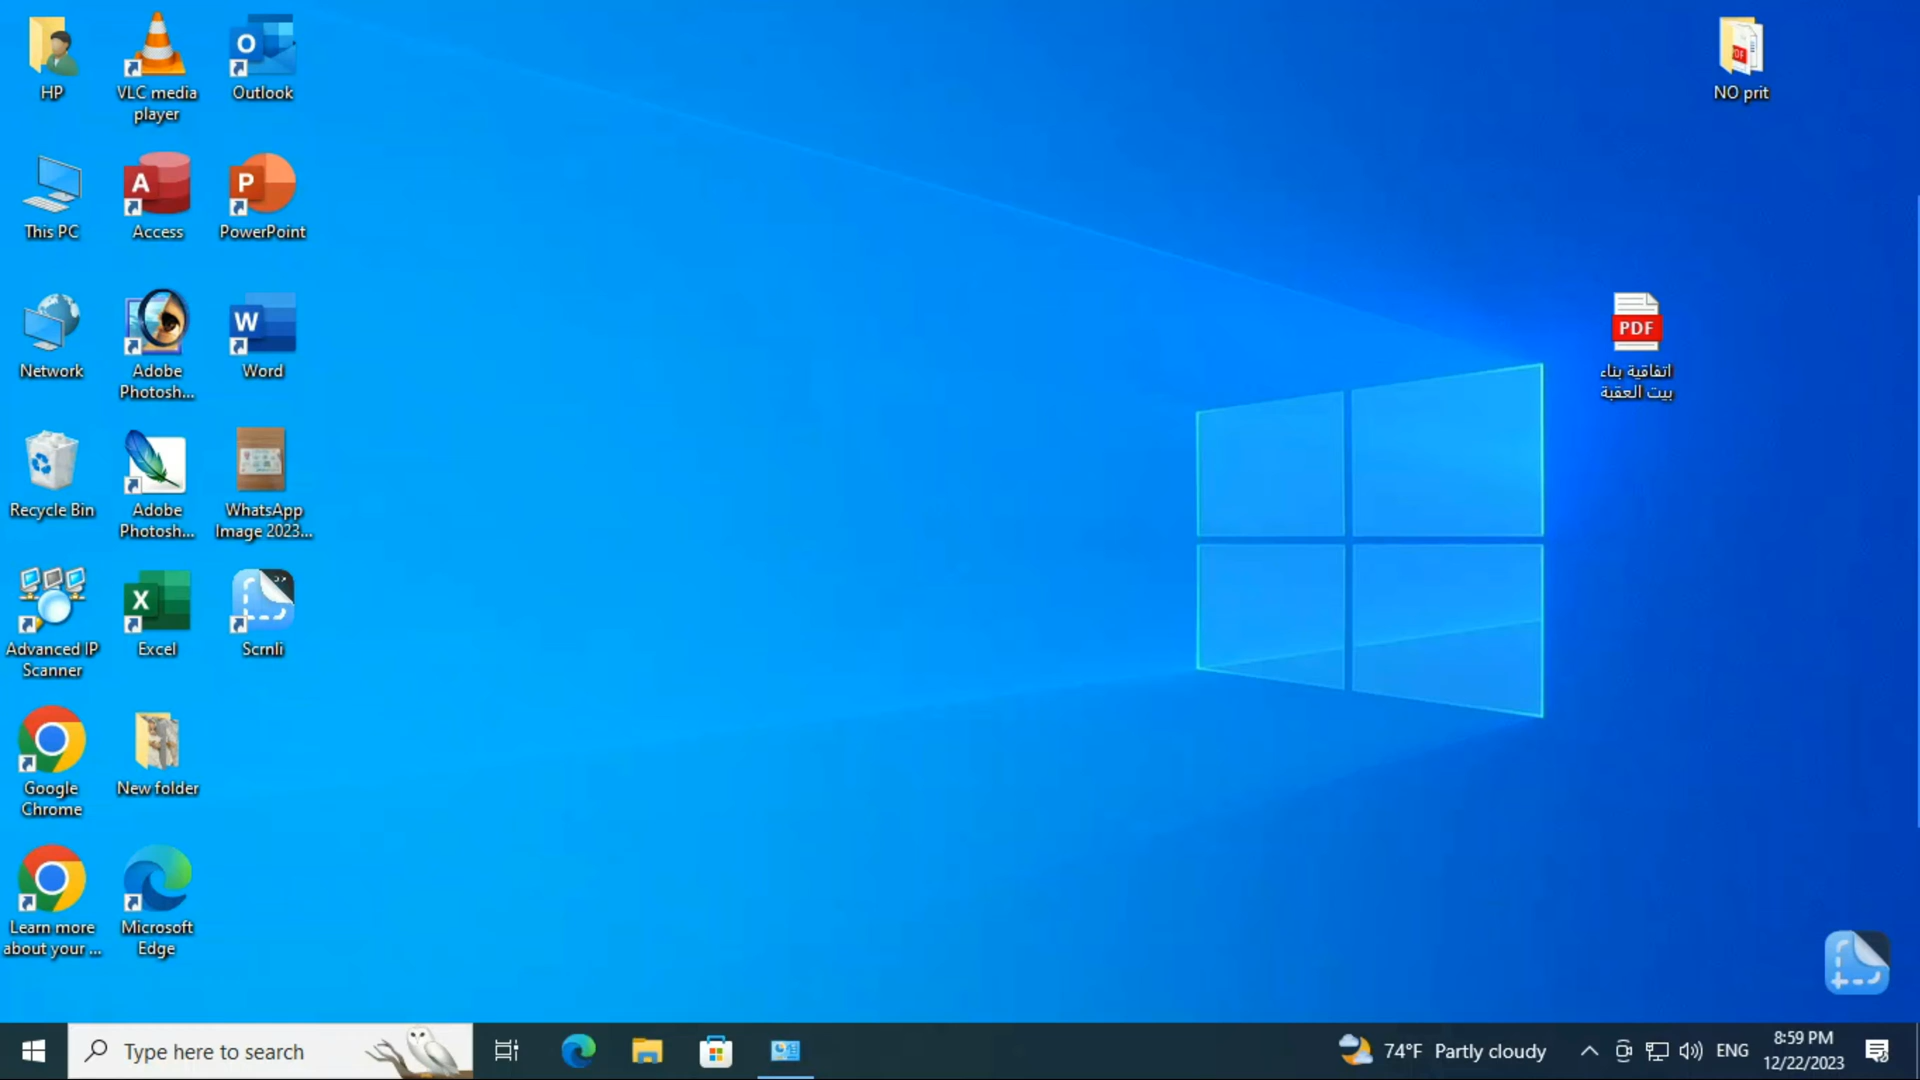 HP
VLC media
player
Outlook
NO prit
This PC
Access
PowerPoint
Network
Adobe
Photosh...
Word
PDF
اتفاقية بناء
بيت العقبة
Recycle Bin
Adobe
Photosh...
WhatsApp
Image 2023...
Advanced IP
Scanner
Excel
Scrnli
Google
Chrome
New folder
Learn more
about your ...
Microsoft
Edge
Type here to search
74°F Partly cloudy
ENG
8:59 PM
12/22/2023